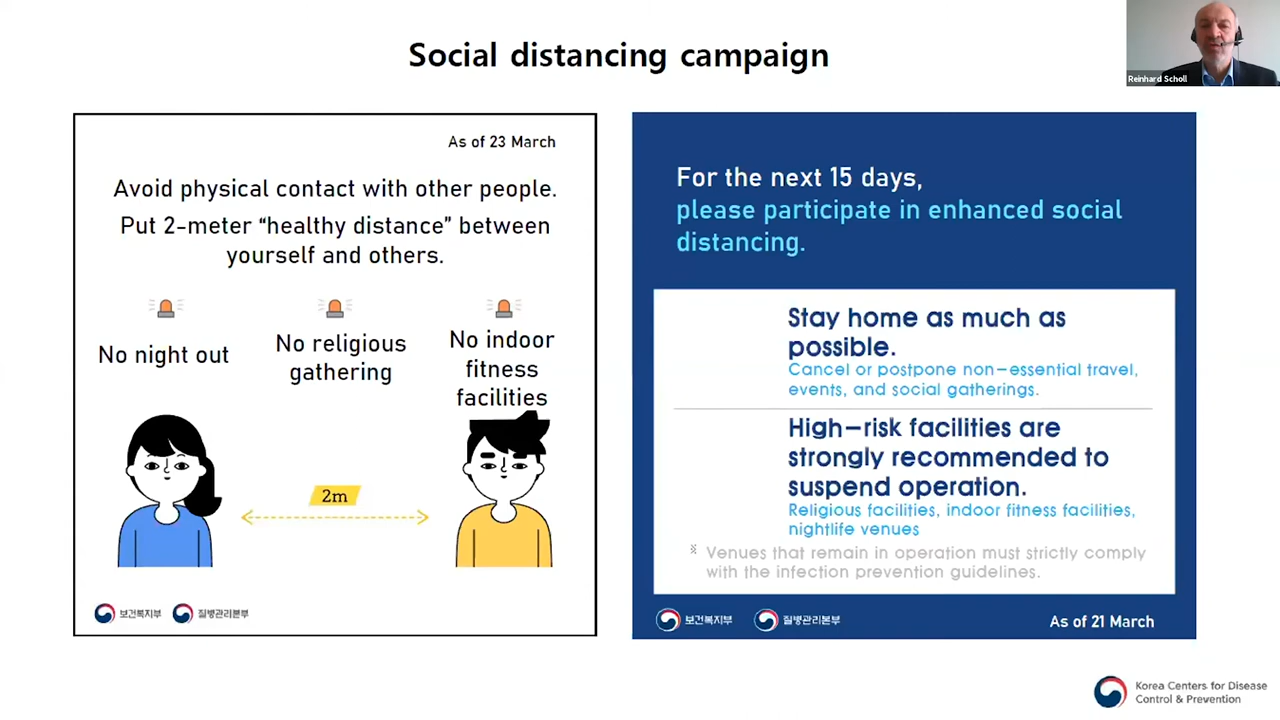 Social distancing campaign
Reinhard Scholl
As of 23 March
Avoid physical contact with other people.
Put 2-meter “healthy distance” between
yourself and others.
No night out
No religious
gathering
No indoor
fitness
facilities
2m
보건복지부 질병관리본부
For the next 15 days,
please participate in enhanced social
distancing.
Stay home as much as
possible.
Cancel or postpone non-essential travel,
events, and social gatherings.
High-risk facilities are
strongly recommended to
suspend operation.
Religious facilities, indoor fitness facilities,
nightlife venues
※ Venues that remain in operation must strictly comply
with the infection prevention guidelines.
보건복지부 질병관리본부
As of 21 March
Korea Centers for Disease
Control & Prevention